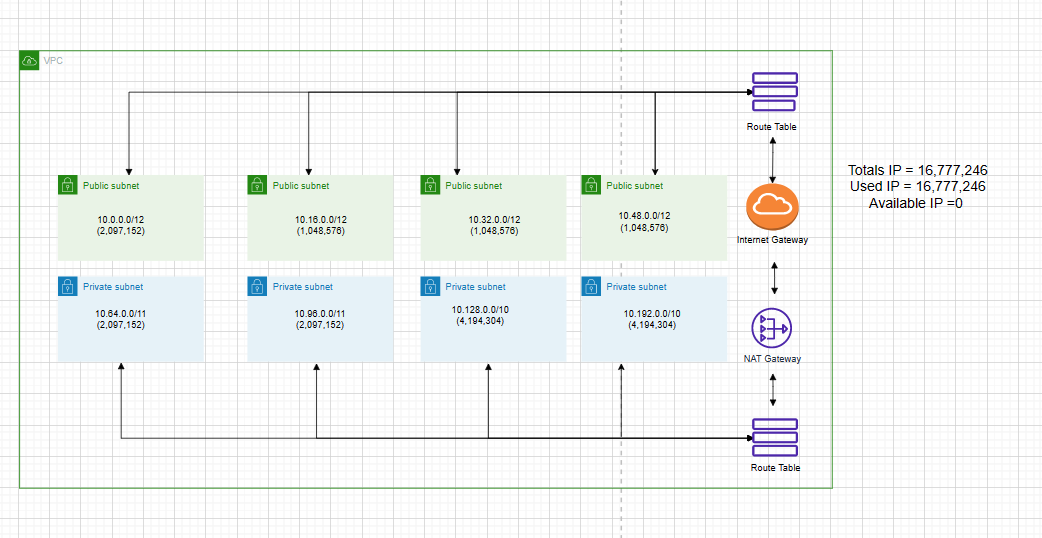 VPC
Route Table
Public subnet
10.0.0.0/12
(2,097,152)
Public subnet
10.16.0.0/12
(1,048,576)
Public subnet
10.32.0.0/12
(1,048,576)
Public subnet
10.48.0.0/12
(1,048,576)
Internet Gateway
Totals IP = 16,777,246
Used IP = 16,777,246
Available IP =0
Private subnet
10.64.0.0/11
(2,097,152)
Private subnet
10.96.0.0/11
(2,097,152)
Private subnet
10.128.0.0/10
(4,194,304)
Private subnet
10.192.0.0/10
(4,194,304)
NAT Gateway
Route Table